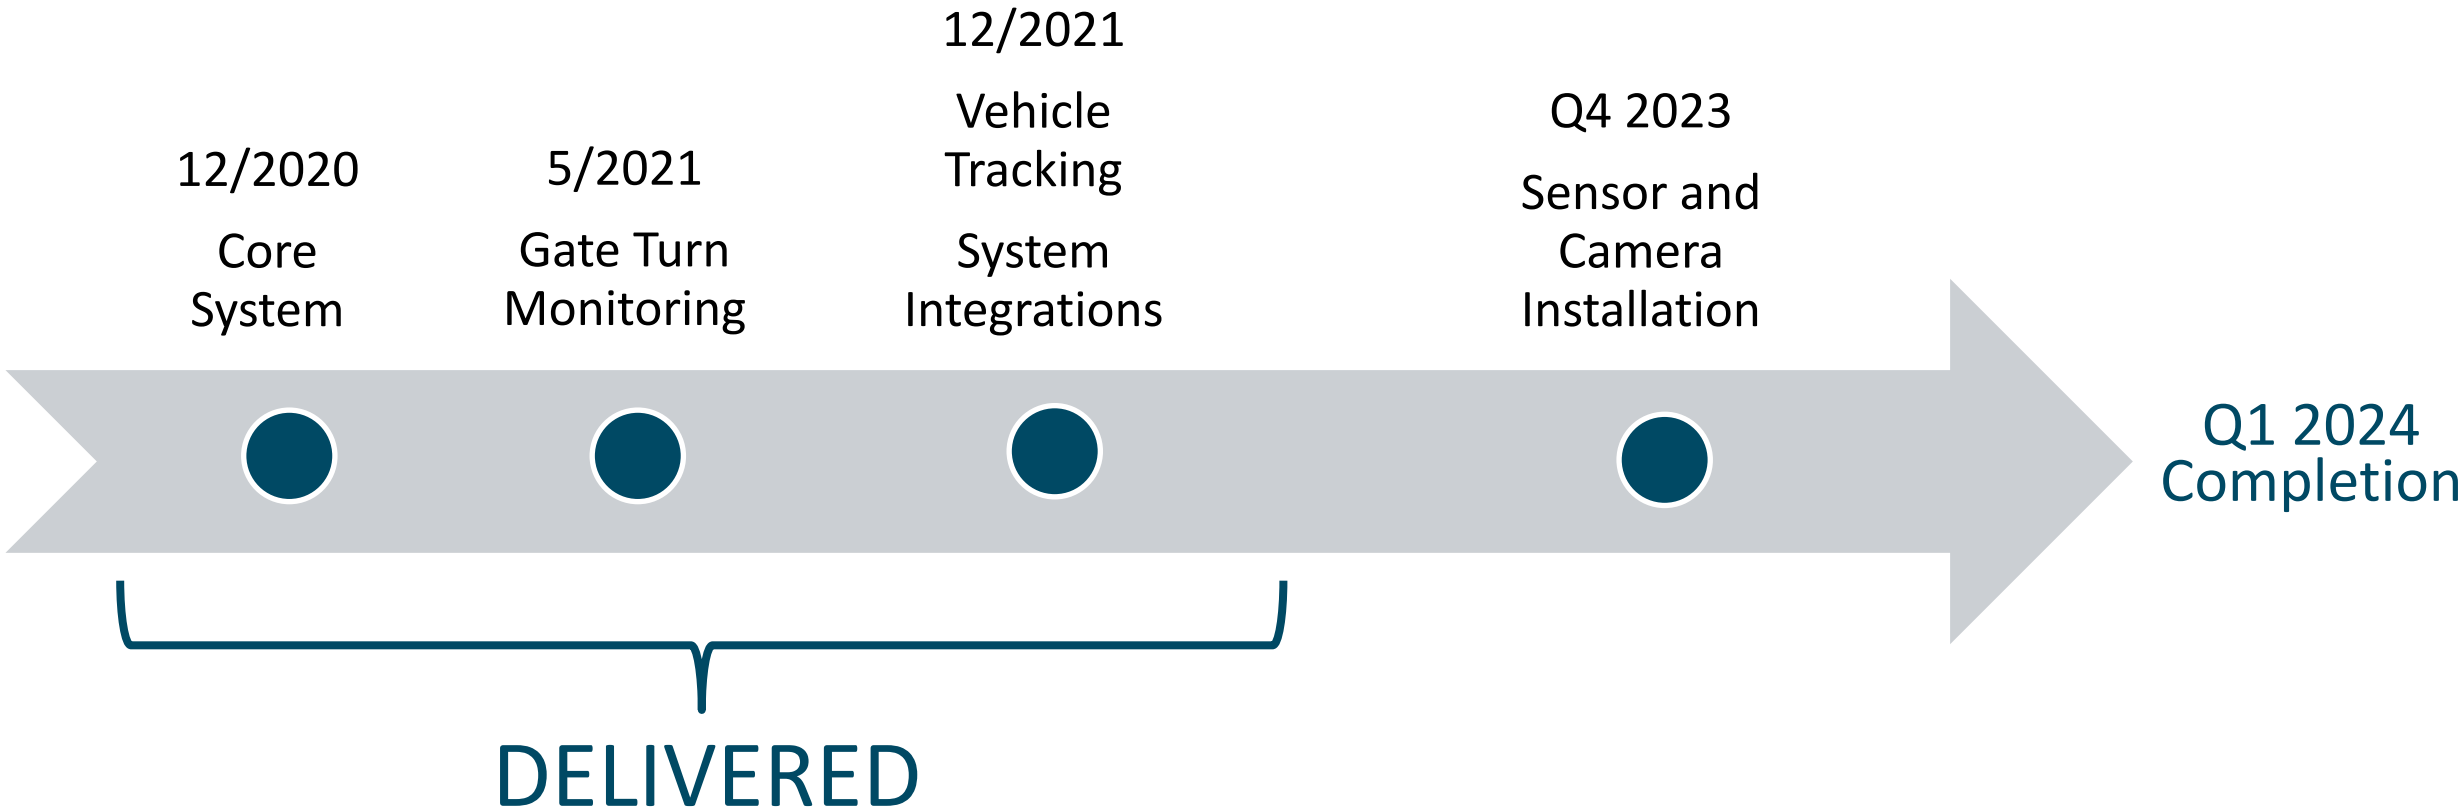 12/2020
Core
System
5/2021
Gate Turn
Monitoring
12/2021
Vehicle
Tracking
System
Integrations
Q4 2023
Sensor and
Camera
Installation
Q1 2024
Completion
DELIVERED